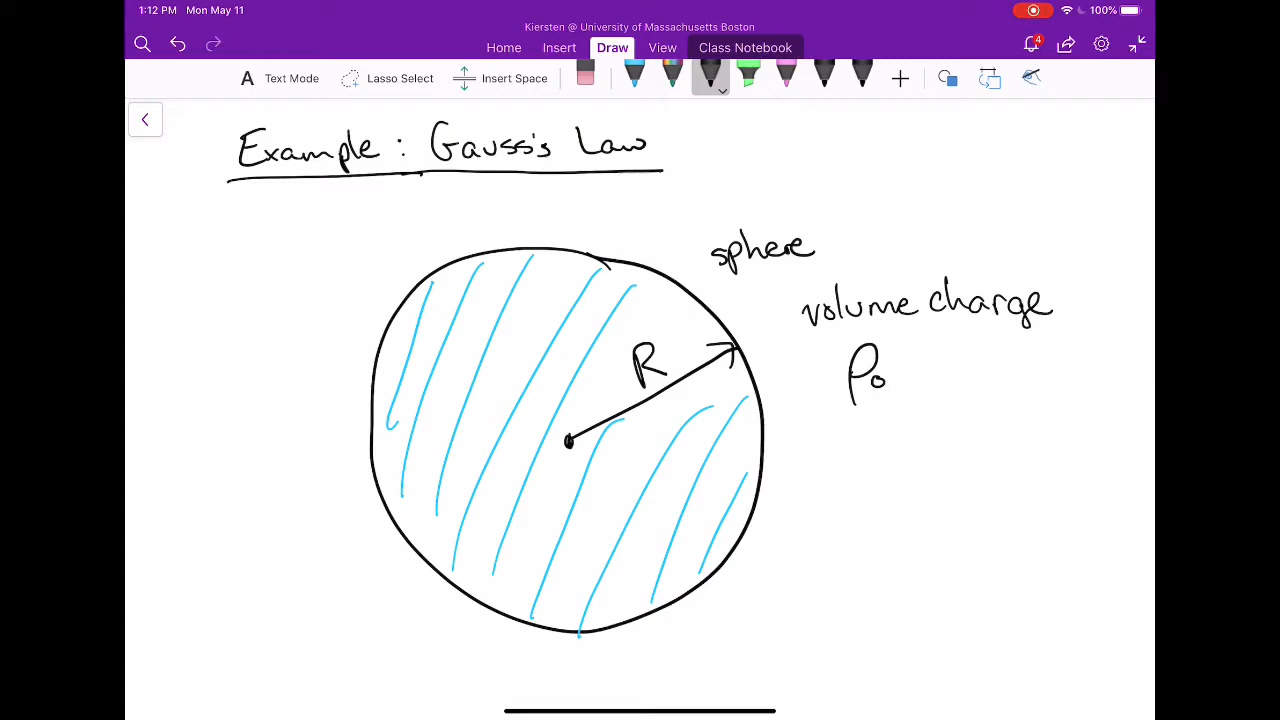 1:12 PM Mon May 11
100%
Kiersten @ University of Massachusetts Boston
Home Insert Draw View Class Notebook
4
A Text Mode Lasso Select Insert Space
Example: Gauss's Law
sphere
volume charge
R
ρ₀